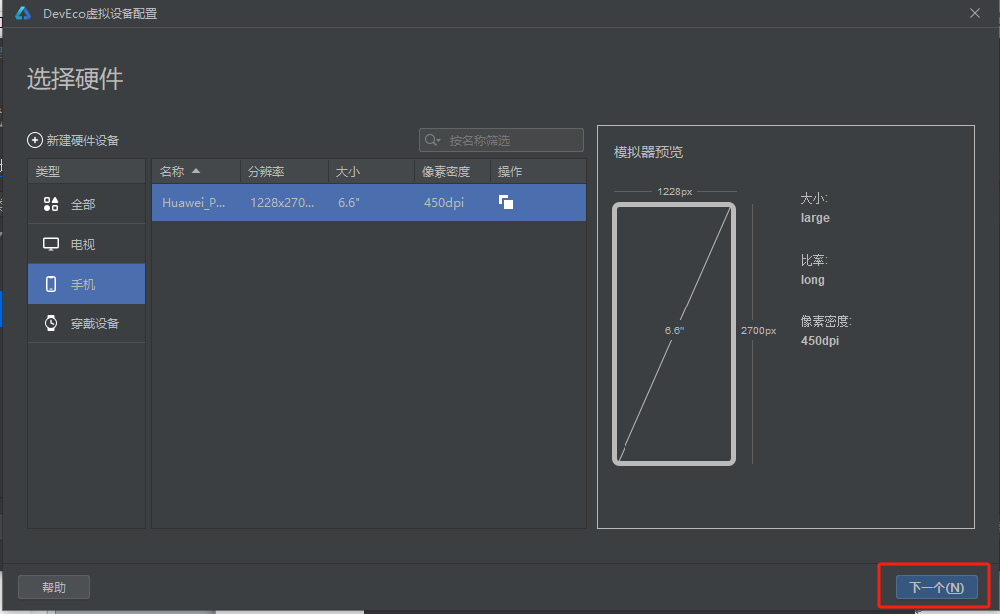 DevEco虚拟设备配置
选择硬件
新建硬件设备
按名称筛选
类型
全部
电视
手机
穿戴设备
名称 分辨率 大小 像素密度 操作
Huawei_P... 1228x270... 6.6" 450dpi
模拟器预览
1228px
6.6"
2700px
大小:
large
比率:
long
像素密度:
450dpi
帮助
下一个(N)